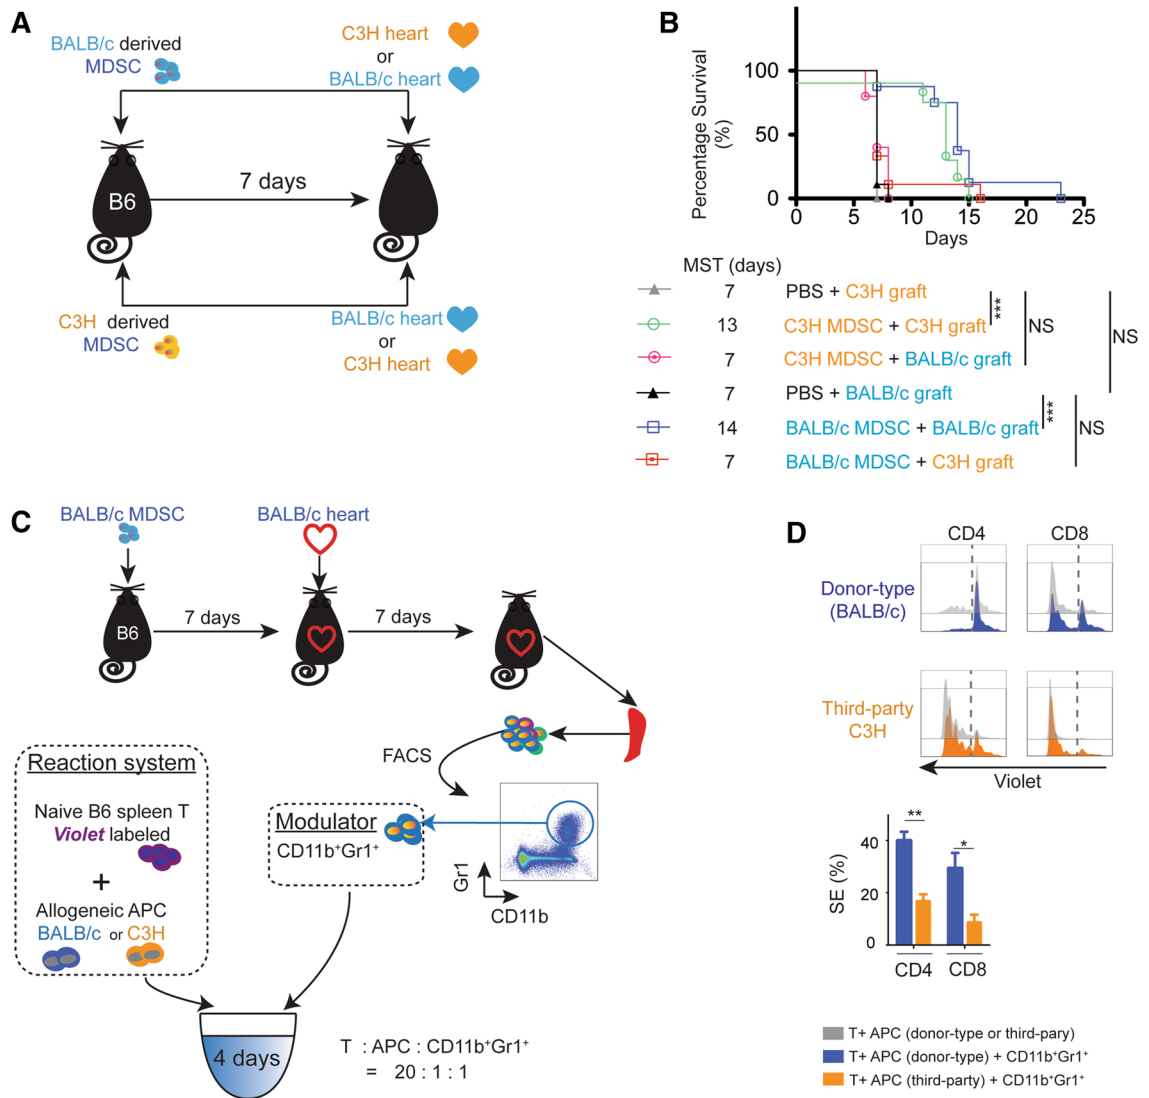 A
BALB/c derived
MDSC
C3H heart
or
BALB/c heart
B6
7 days
C3H derived
MDSC
BALB/c heart
or
C3H heart
B
Percentage Survival
(%)
100
50
0
0 5 10 15 20 25
Days
MST (days)
7 PBS + C3H graft
13 C3H MDSC + C3H graft
7 C3H MDSC + BALB/c graft
7 PBS + BALB/c graft
14 BALB/c MDSC + BALB/c graft
7 BALB/c MDSC + C3H graft
***
NS
NS
***
NS
C
BALB/c MDSC
BALB/c heart
B6
7 days
7 days
FACS
Reaction system
Naive B6 spleen T
Violet labeled
+
Allogeneic APC
BALB/c or C3H
Modulator
CD11b⁺Gr1⁺
Gr1
CD11b
4 days
T : APC : CD11b⁺Gr1⁺
= 20 : 1 : 1
D
CD4 CD8
Donor-type
(BALB/c)
Third-party
C3H
Violet
SE (%)
40
20
0
**
*
CD4 CD8
T+ APC (donor-type or third-pary)
T+ APC (donor-type) + CD11b⁺Gr1⁺
T+ APC (third-party) + CD11b⁺Gr1⁺